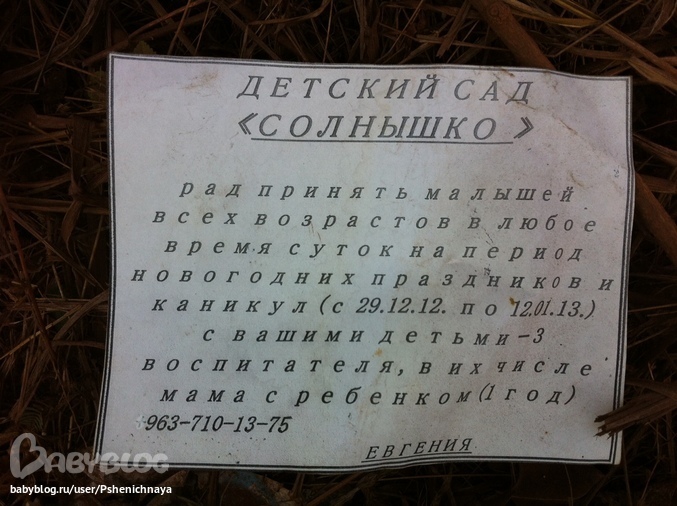 ДЕТСКИЙ САД
«СОЛНЫШКО»
рад принять малышей
всех возрастов в любое
время суток на период
новогодних праздников и
каникул (с 29.12.12. по 12.01.13.)
с вашими детьми-3
воспитателя, в их числе
мама с ребенком (1 год)
963-710-13-75
ЕВГЕНИЯ
BABYBLOG
babyblog.ru/user/Pshenichnaya